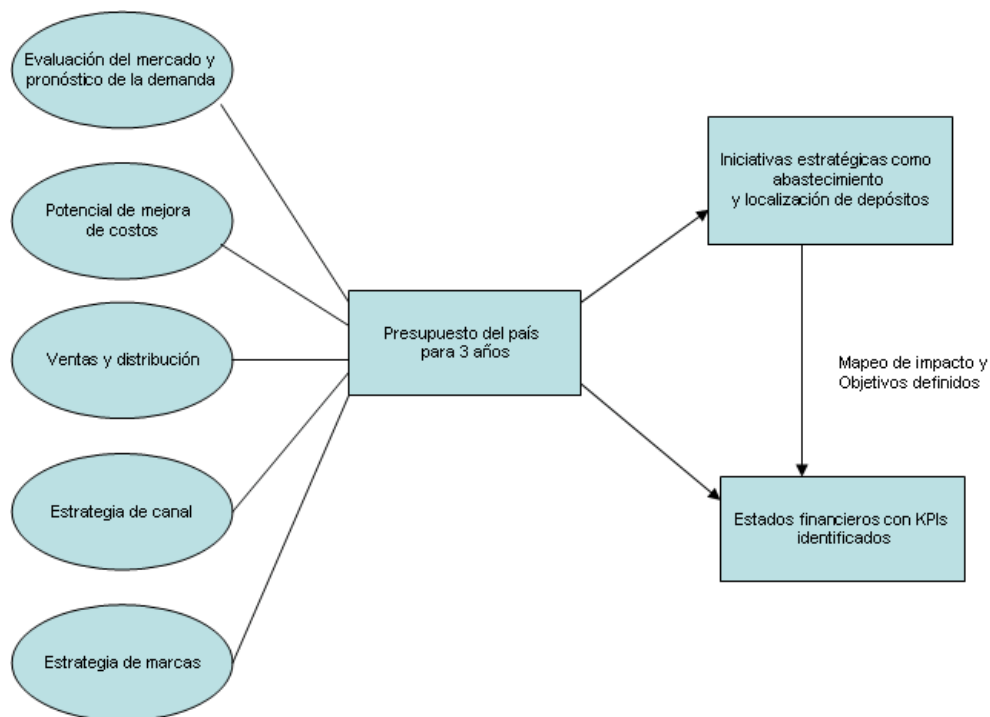 Evaluación del mercado y
pronóstico de la demanda
Potencial de mejora
de costos
Ventas y distribución
Estrategia de canal
Estrategia de marcas
Presupuesto del país
para 3 años
Iniciativas estratégicas como
abastecimiento
y localización de depósitos
Mapeo de impacto y
Objetivos definidos
Estados financieros con KPIs
identificados